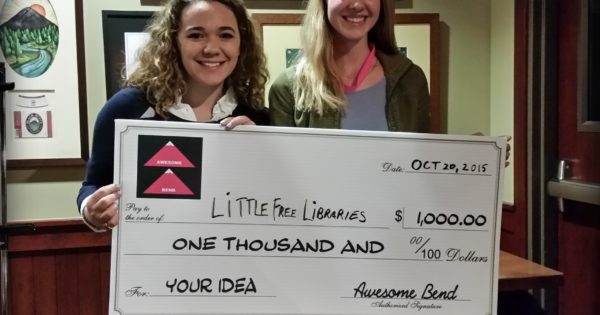 AWESOME
BEND
Date: OCT 20, 2015
Pay to
the order of LITTLE FREE LIBRARIES $ 1,000.00
ONE THOUSAND AND 00/100 Dollars
For: YOUR IDEA Awesome Bend
Authorized Signature